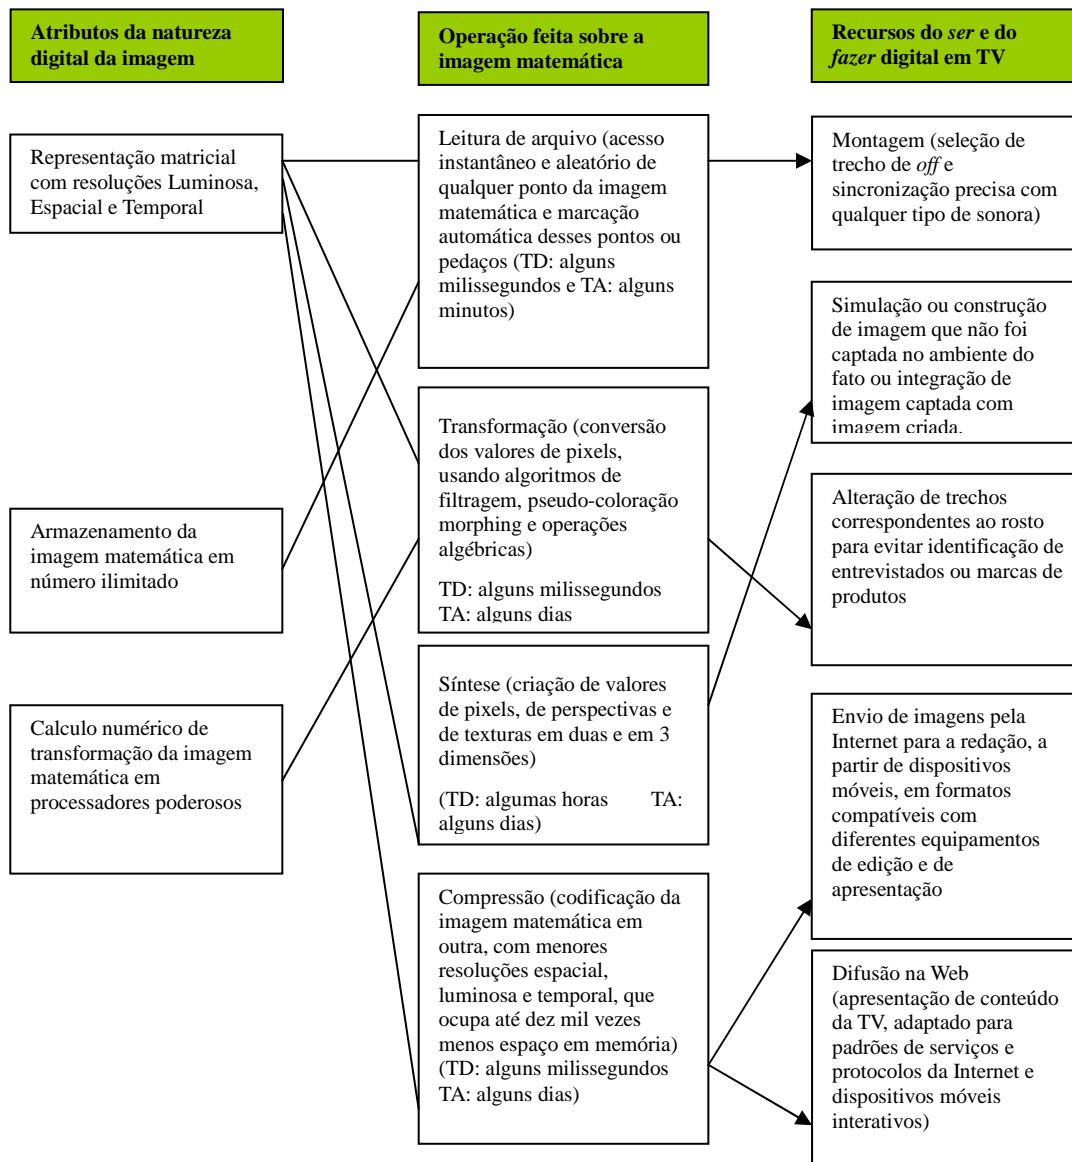 Atributos da natureza
digital da imagem
Representação matricial
com resoluções Luminosa,
Espacial e Temporal
Armazenamento da
imagem matemática em
número ilimitado
Calculo numérico de
transformação da imagem
matemática em
processadores poderosos
Operação feita sobre a
imagem matemática
Leitura de arquivo (acesso
instantâneo e aleatório de
qualquer ponto da imagem
matemática e marcação
automática desses pontos ou
pedaços (TD: alguns
milissegundos e TA: alguns
minutos)
Transformação (conversão
dos valores de pixels,
usando algoritmos de
filtragem, pseudo-coloração
morphing e operações
algébricas)
TD: alguns milissegundos
TA: alguns dias
Síntese (criação de valores
de pixels, de perspectivas e
de texturas em duas e em 3
dimensões)
(TD: algumas horas TA:
alguns dias)
Compressão (codificação da
imagem matemática em
outra, com menores
resoluções espacial,
luminosa e temporal, que
ocupa até dez mil vezes
menos espaço em memória)
(TD: alguns milissegundos
TA: alguns dias)
Recursos do ser e do
fazer digital em TV
Montagem (seleção de
trecho de off e
sincronização precisa com
qualquer tipo de sonora)
Simulação ou construção
de imagem que não foi
captada no ambiente do
fato ou integração de
imagem captada com
imagem criada.
Alteração de trechos
correspondentes ao rosto
para evitar identificação de
entrevistados ou marcas de
produtos
Envio de imagens pela
Internet para a redação, a
partir de dispositivos
móveis, em formatos
compatíveis com
diferentes equipamentos
de edição e de
apresentação
Difusão na Web
(apresentação de conteúdo
da TV, adaptado para
padrões de serviços e
protocolos da Internet e
dispositivos móveis
interativos)